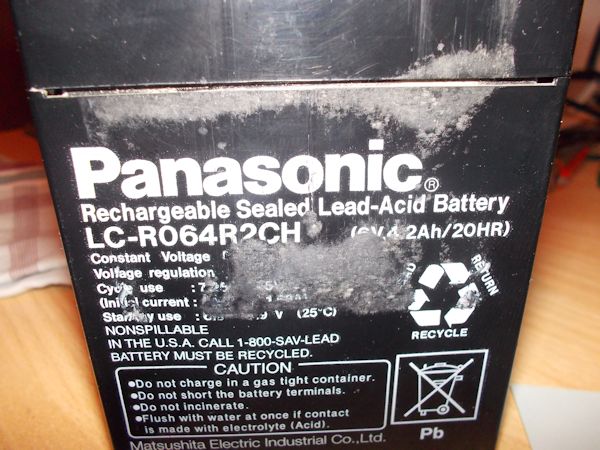 Panasonic®
Rechargeable Sealed Lead-Acid Battery
LC-R064R2CH (6V 4.2Ah/20HR)
Constant Voltage
Voltage regulation
Cycle use :
(Initial current:
Standby use : V (25°C)
NONSPILLABLE
IN THE U.S.A. CALL 1-800-SAV-LEAD
BATTERY MUST BE RECYCLED.
RETURN
RECYCLE
CAUTION
•Do not charge in a gas tight container.
•Do not short the battery terminals.
•Do not incinerate.
•Flush with water at once if contact
is made with electrolyte (Acid).
Pb
Matsushita Electric Industrial Co.,Ltd.